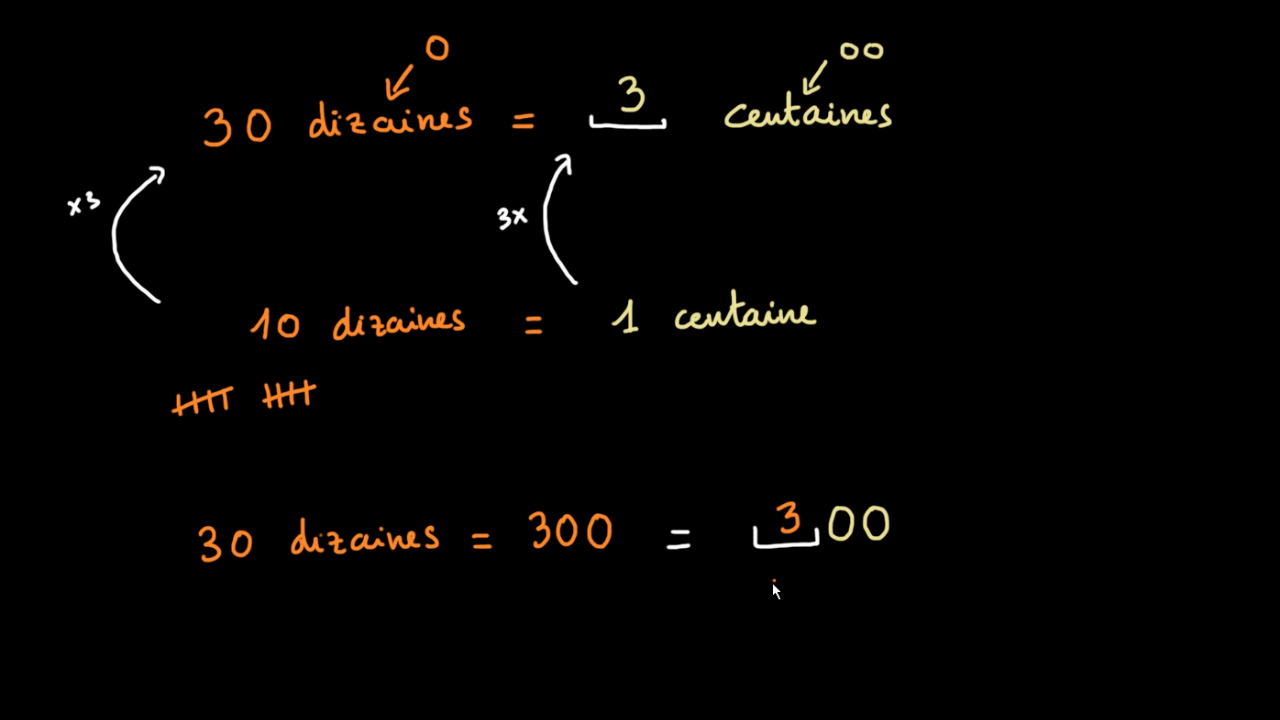 0 00
30 dizaines = 3 centaines
x3 3x
10 dizaines = 1 centaine
30 dizaines = 300 = 300